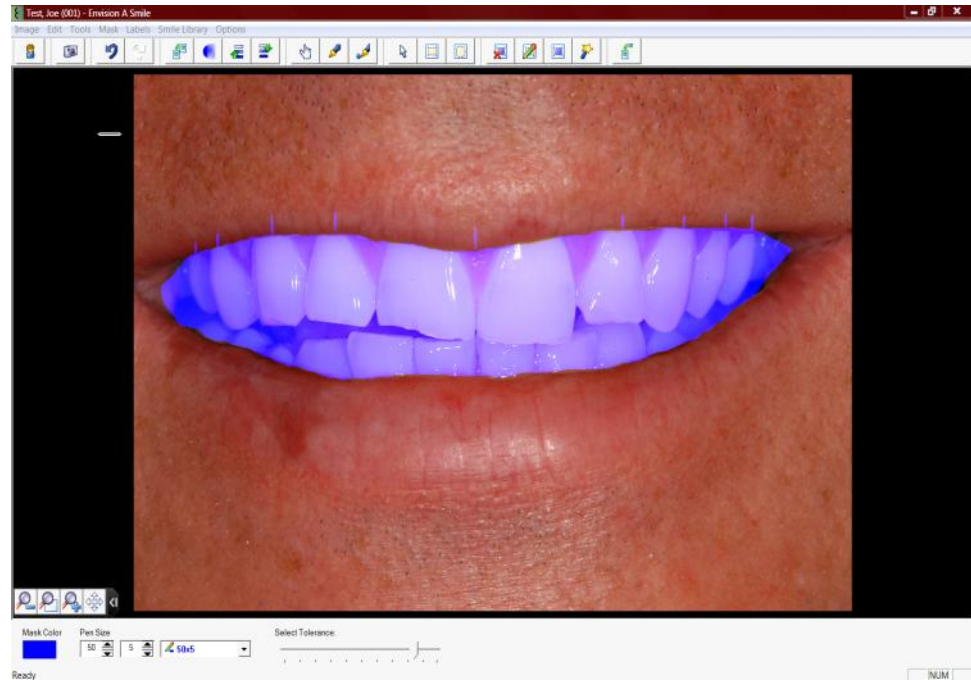 Test, Joe (001) - Envision A Smile
Image Edit Tools Mask Labels Smile Library Options
Mask Color Pen Size Select Tolerance:
50 5 50x5
Ready NUM